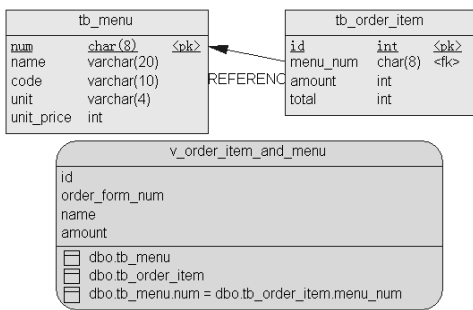 tb_menu
num char(8) <pk>
name varchar(20)
code varchar(10)
unit varchar(4)
unit_price int
REFERENC
tb_order_item
id int <pk>
menu_num char(8) <fk>
amount int
total int
v_order_item_and_menu
id
order_form_num
name
amount
dbo.tb_menu
dbo.tb_order_item
dbo.tb_menu.num = dbo.tb_order_item.menu_num